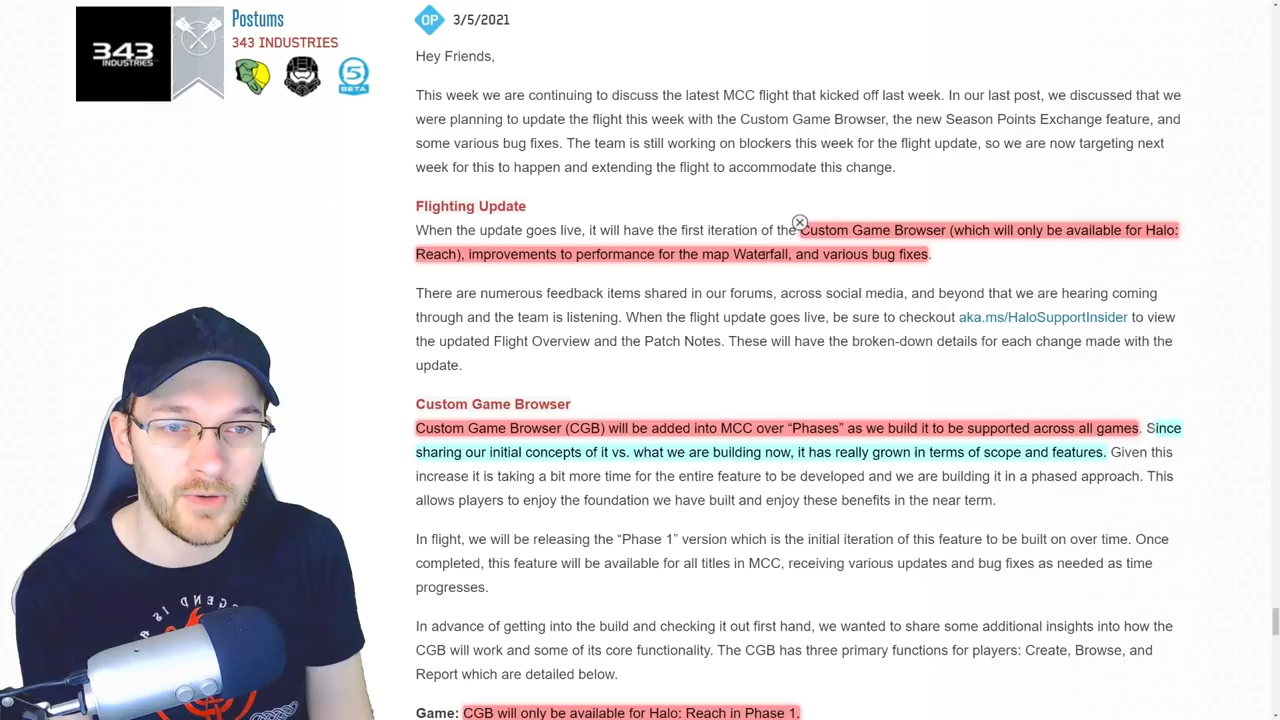 343
INDUSTRIES
Postums
343 INDUSTRIES
5
BETA
OP 3/5/2021
Hey Friends,
This week we are continuing to discuss the latest MCC flight that kicked off last week. In our last post, we discussed that we
were planning to update the flight this week with the Custom Game Browser, the new Season Points Exchange feature, and
some various bug fixes. The team is still working on blockers this week for the flight update, so we are now targeting next
week for this to happen and extending the flight to accommodate this change.
Flighting Update
When the update goes live, it will have the first iteration of the Custom Game Browser (which will only be available for Halo:
Reach), improvements to performance for the map Waterfall, and various bug fixes.
There are numerous feedback items shared in our forums, across social media, and beyond that we are hearing coming
through and the team is listening. When the flight update goes live, be sure to checkout aka.ms/HaloSupportInsider to view
the updated Flight Overview and the Patch Notes. These will have the broken-down details for each change made with the
update.
Custom Game Browser
Custom Game Browser (CGB) will be added into MCC over “Phases” as we build it to be supported across all games. Since
sharing our initial concepts of it vs. what we are building now, it has really grown in terms of scope and features. Given this
increase it is taking a bit more time for the entire feature to be developed and we are building it in a phased approach. This
allows players to enjoy the foundation we have built and enjoy these benefits in the near term.
In flight, we will be releasing the “Phase 1” version which is the initial iteration of this feature to be built on over time. Once
completed, this feature will be available for all titles in MCC, receiving various updates and bug fixes as needed as time
progresses.
In advance of getting into the build and checking it out first hand, we wanted to share some additional insights into how the
CGB will work and some of its core functionality. The CGB has three primary functions for players: Create, Browse, and
Report which are detailed below.
Game: CGB will only be available for Halo: Reach in Phase 1.